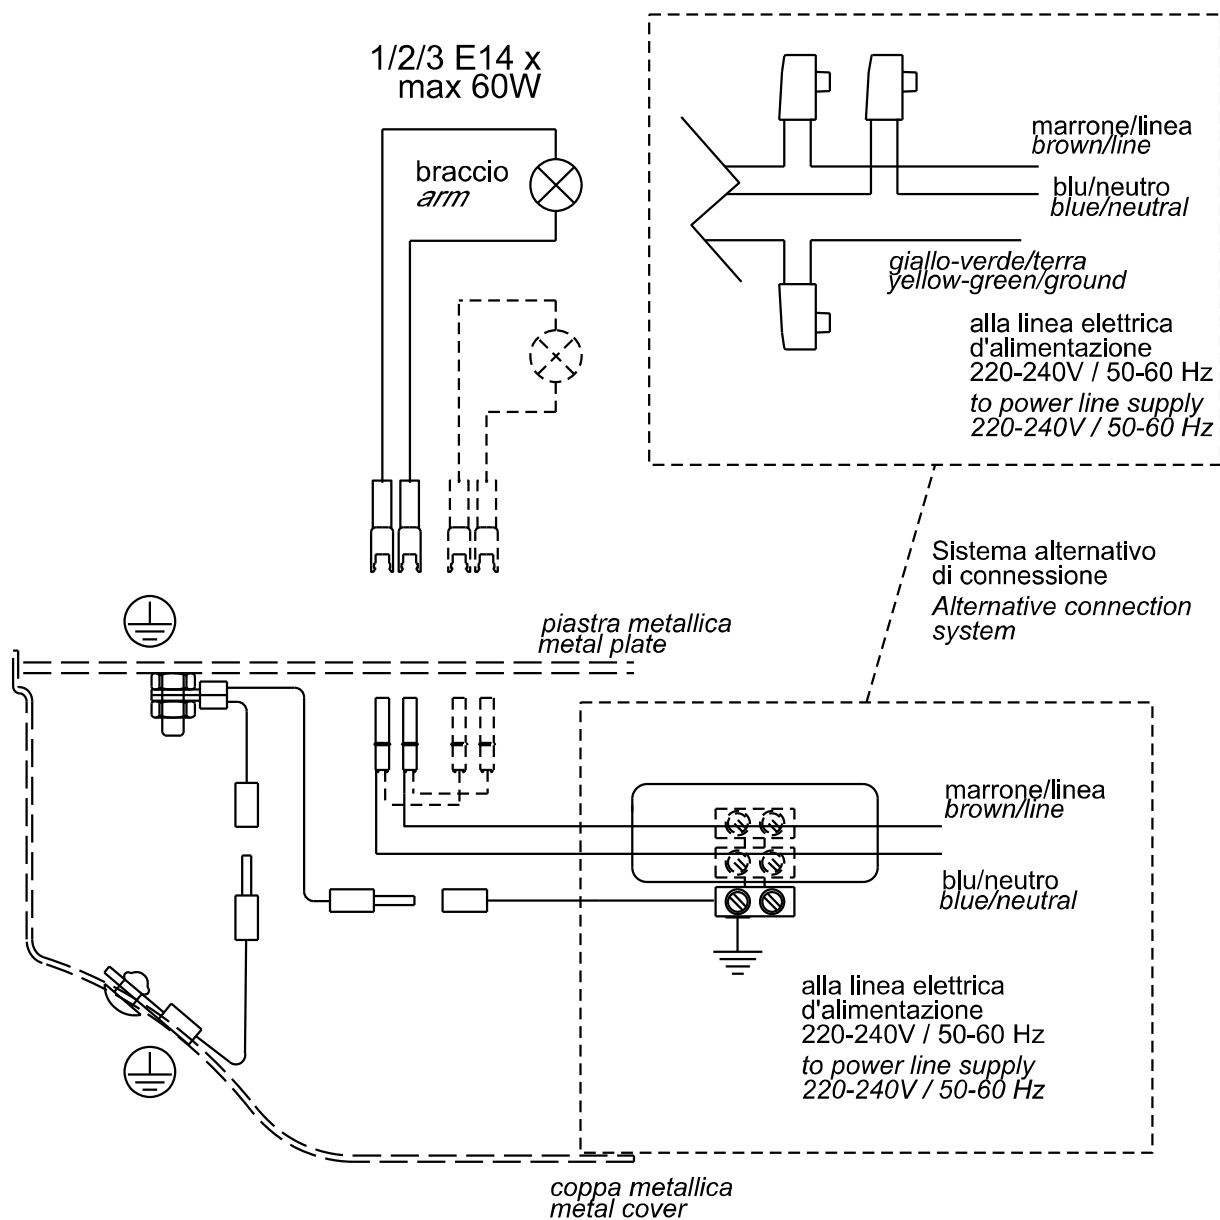 1/2/3 E14 x
max 60W
braccio
arm
marrone/linea
brown/line
blu/neutro
blue/neutral
giallo-verde/terra
yellow-green/ground
alla linea elettrica
d'alimentazione
220-240V / 50-60 Hz
to power line supply
220-240V / 50-60 Hz
Sistema alternativo
di connessione
Alternative connection
system
piastra metallica
metal plate
marrone/linea
brown/line
blu/neutro
blue/neutral
alla linea elettrica
d'alimentazione
220-240V / 50-60 Hz
to power line supply
220-240V / 50-60 Hz
coppa metallica
metal cover